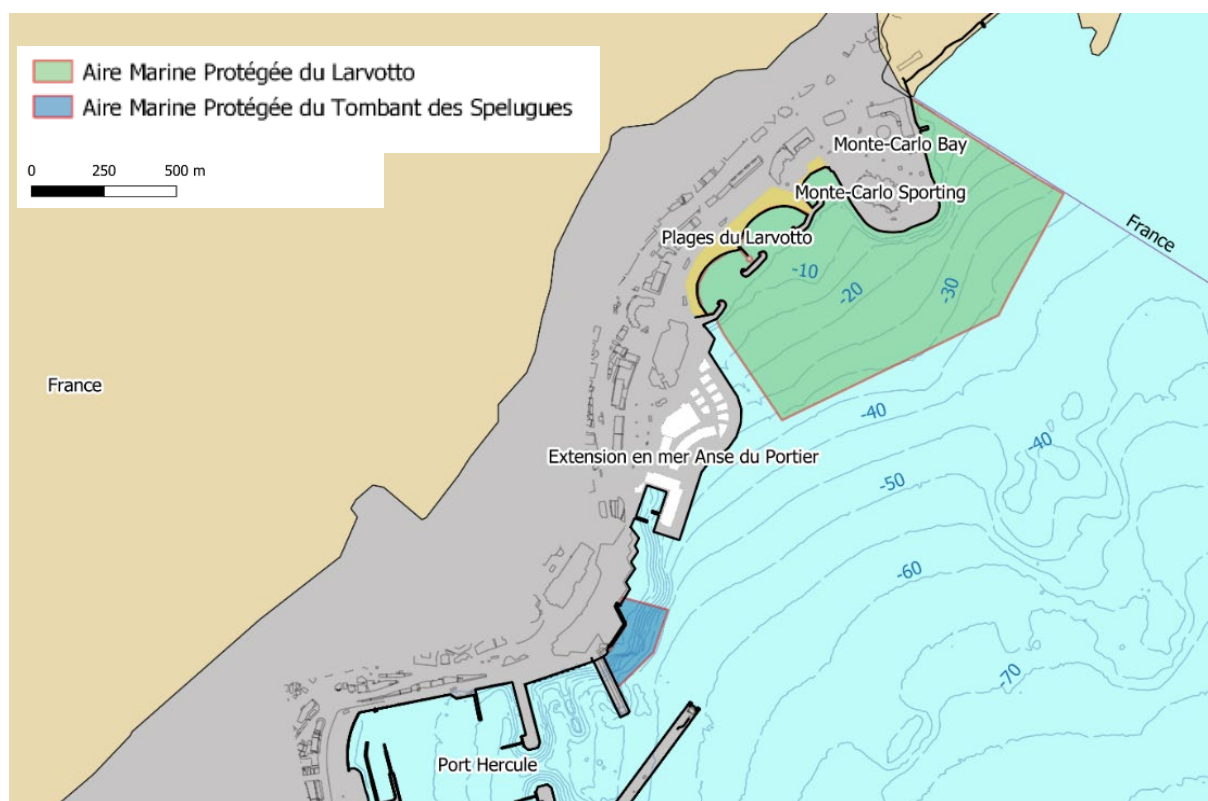 Aire Marine Protégée du Larvotto
Aire Marine Protégée du Tombant des Spelugues
0 250 500 m
Monte-Carlo Bay
Monte-Carlo Sporting
Plages du Larvotto
France
-10
-20
-30
France
-40
-40
Extension en mer Anse du Portier
-50
-60
-70
Port Hercule